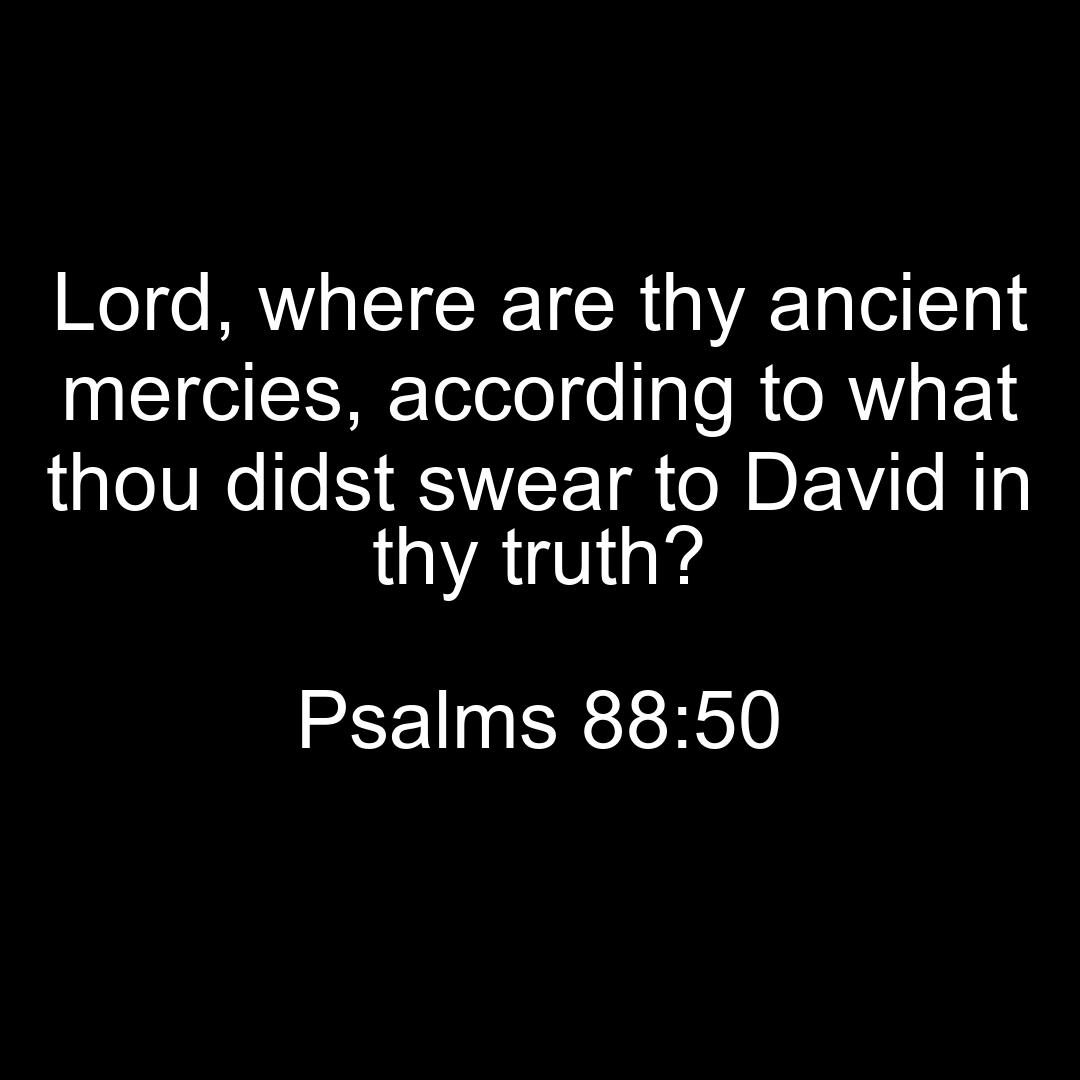 Lord, where are thy ancient
mercies, according to what
thou didst swear to David in
thy truth?
Psalms 88:50